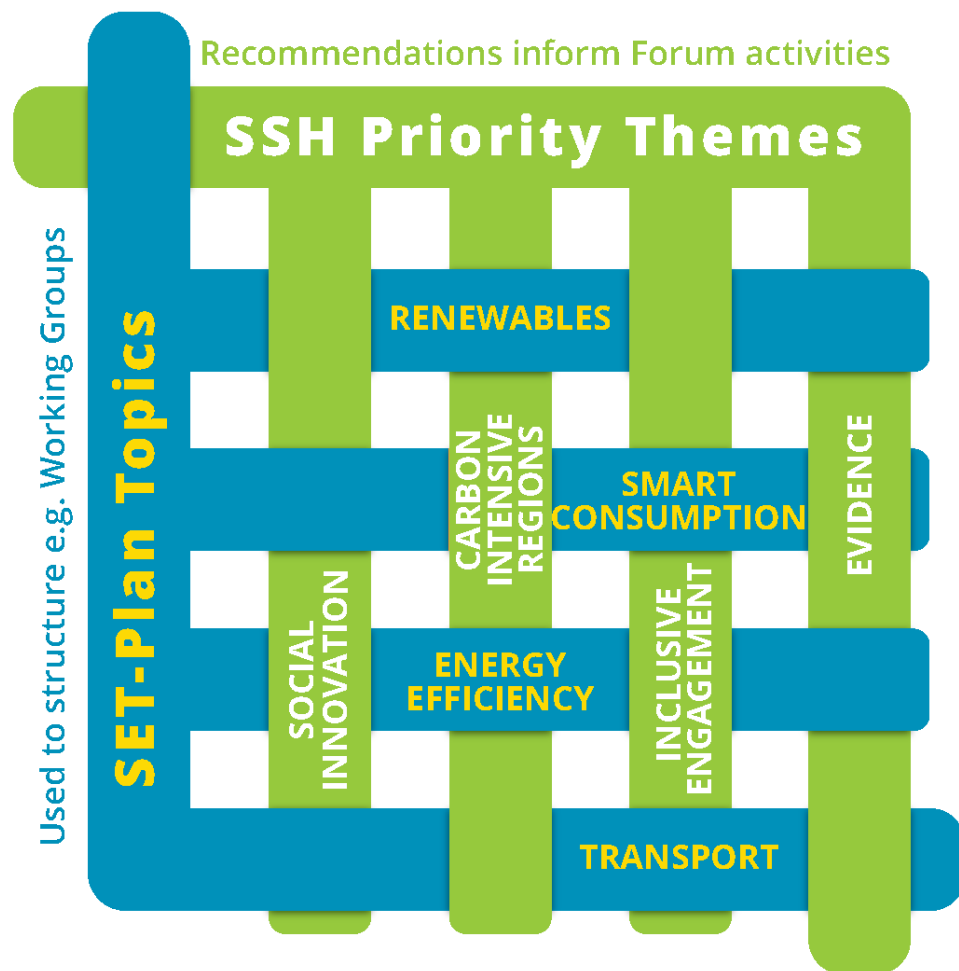 Recommendations inform Forum activities
SSH Priority Themes
Used to structure e.g. Working Groups
SET-Plan Topics
RENEWABLES
CARBON
INTENSIVE
REGIONS
SMART
CONSUMPTION
EVIDENCE
SOCIAL
INNOVATION
ENERGY
EFFICIENCY
INCLUSIVE
ENGAGEMENT
TRANSPORT